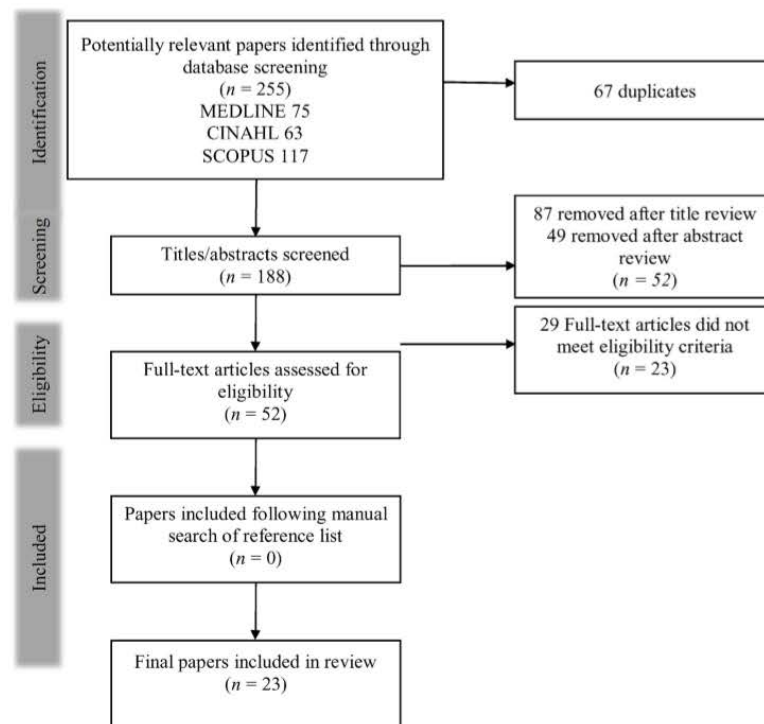 Identification
Potentially relevant papers identified through
database screening
(n = 255)
MEDLINE 75
CINAHL 63
SCOPUS 117
67 duplicates
Screening
Titles/abstracts screened
(n = 188)
87 removed after title review
49 removed after abstract
review
(n = 52)
Eligibility
Full-text articles assessed for
eligibility
(n = 52)
29 Full-text articles did not
meet eligibility criteria
(n = 23)
Included
Papers included following manual
search of reference list
(n = 0)
Final papers included in review
(n = 23)